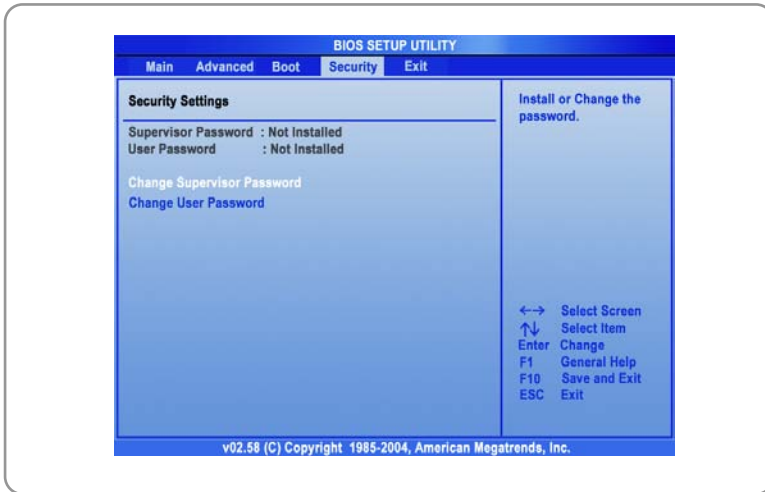 BIOS SETUP UTILITY
Main Advanced Boot Security Exit
Security Settings
Supervisor Password : Not Installed
User Password : Not Installed
Change Supervisor Password
Change User Password
Install or Change the
password.
←→ Select Screen
↑↓ Select Item
Enter Change
F1 General Help
F10 Save and Exit
ESC Exit
v02.58 (C) Copyright 1985-2004, American Megatrends, Inc.